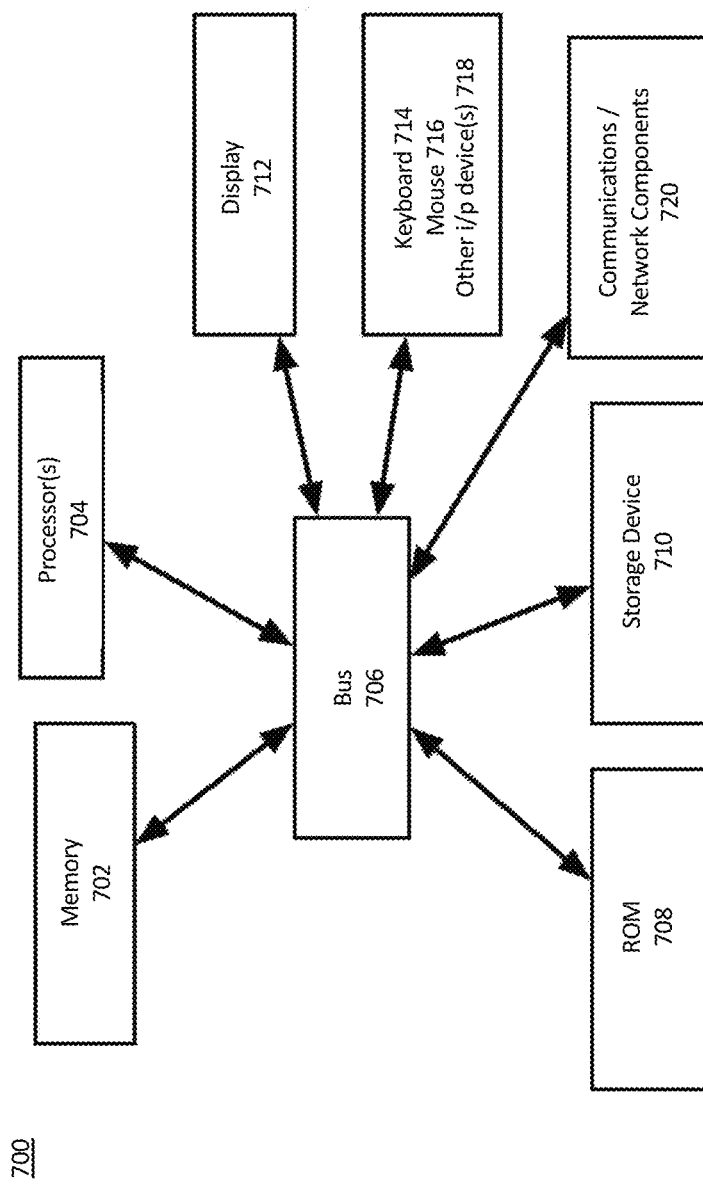 700
Memory
702
Processor(s)
704
Display
712
Bus
706
Keyboard 714
Mouse 716
Other i/p device(s) 718
ROM
708
Storage Device
710
Communications /
Network Components
720